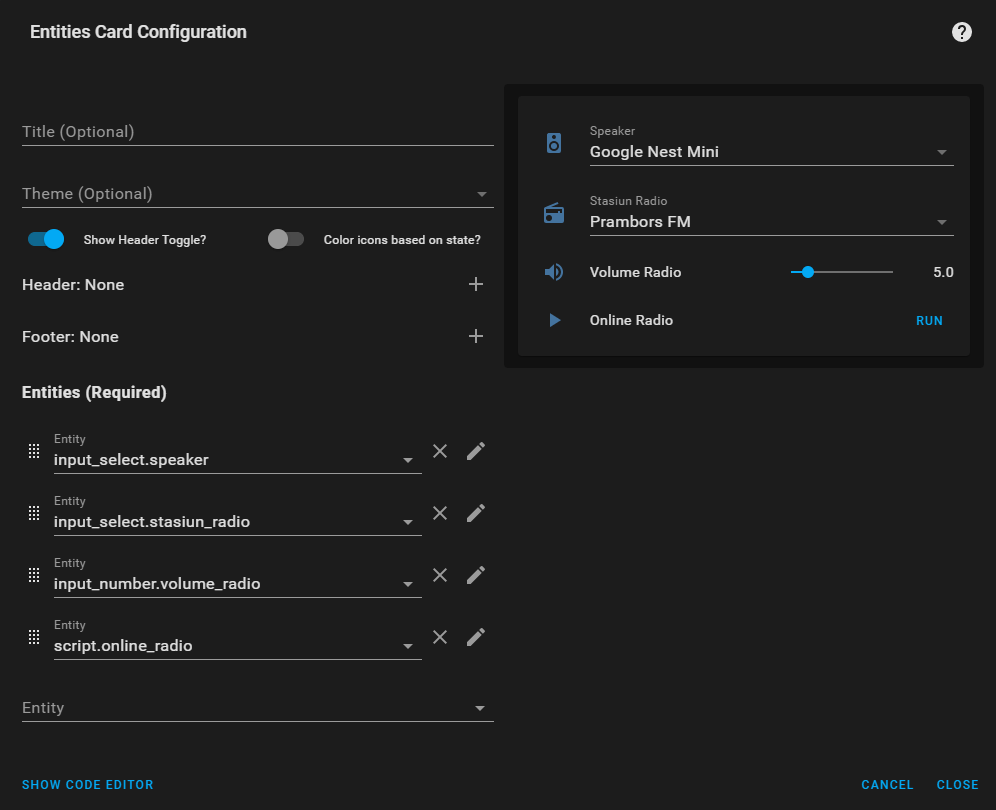 Entities Card Configuration
Title (Optional)
Theme (Optional)
Show Header Toggle?
Color icons based on state?
Header: None
Footer: None
Entities (Required)
Entity
input_select.speaker
Entity
input_select.stasiun_radio
Entity
input_number.volume_radio
Entity
script.online_radio
Entity
Speaker
Google Nest Mini
Stasiun Radio
Prambors FM
Volume Radio 5.0
Online Radio RUN
SHOW CODE EDITOR
CANCEL CLOSE